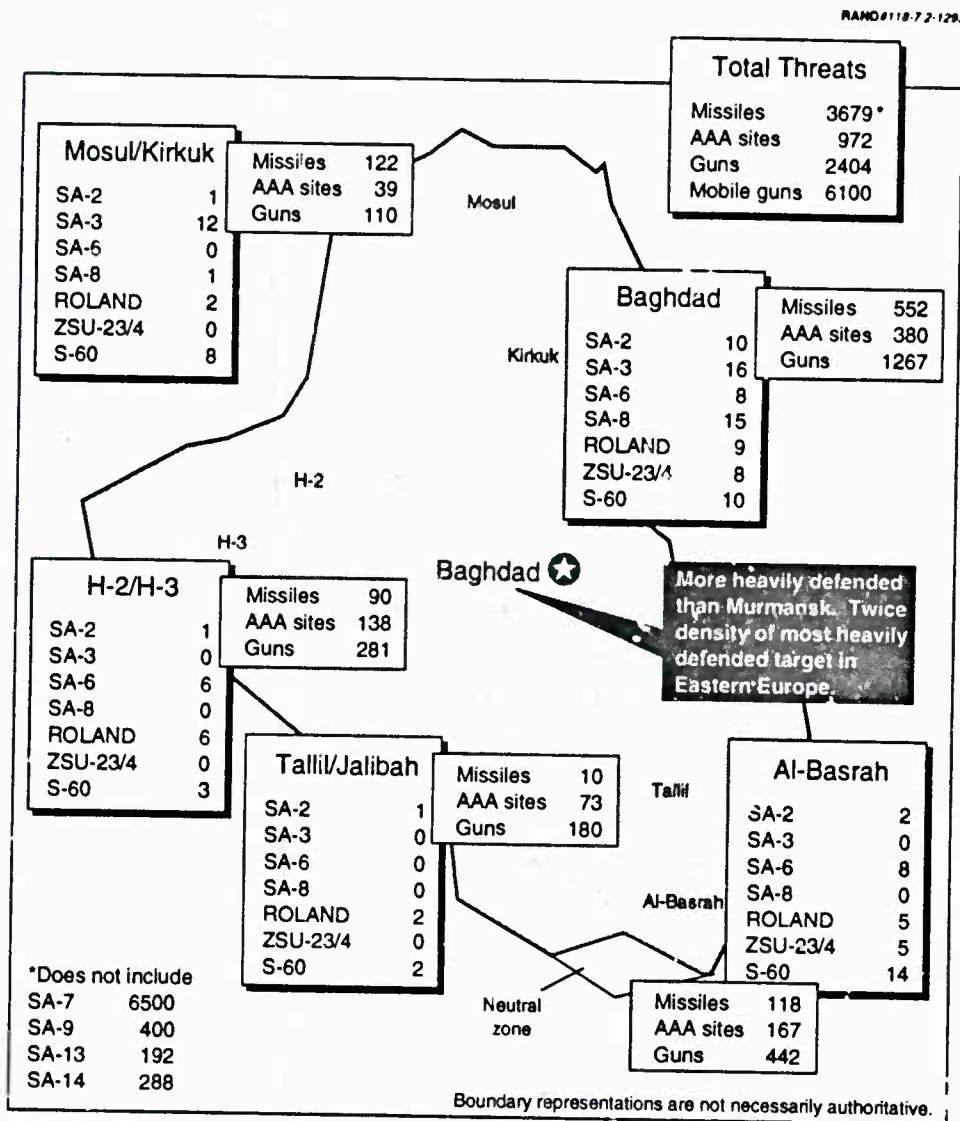 RAND#118-7.2-1293
Total Threats
Missiles 3679*
AAA sites 972
Guns 2404
Mobile guns 6100
Mosul/Kirkuk
SA-2 1
SA-3 12
SA-6 0
SA-8 1
ROLAND 2
ZSU-23/4 0
S-60 8
Missiles 122
AAA sites 39
Guns 110
Mosul
Baghdad
SA-2 10
SA-3 16
SA-6 8
SA-8 15
ROLAND 9
ZSU-23/4 8
S-60 10
Missiles 552
AAA sites 380
Guns 1267
Kirkuk
H-2
H-3
Baghdad
More heavily defended
than Murmansk. Twice
density of most heavily
defended target in
Eastern Europe.
H-2/H-3
SA-2 1
SA-3 0
SA-6 6
SA-8 0
ROLAND 6
ZSU-23/4 0
S-60 3
Missiles 90
AAA sites 138
Guns 281
Tallil/Jalibah
SA-2 1
SA-3 0
SA-6 0
SA-8 0
ROLAND 2
ZSU-23/4 0
S-60 2
Missiles 10
AAA sites 73
Guns 180
Tallil
Al-Basrah
Al-Basrah
SA-2 2
SA-3 0
SA-6 8
SA-8 0
ROLAND 5
ZSU-23/4 5
S-60 14
Missiles 118
AAA sites 167
Guns 442
Neutral
zone
*Does not include
SA-7 6500
SA-9 400
SA-13 192
SA-14 288
Boundary representations are not necessarily authoritative.